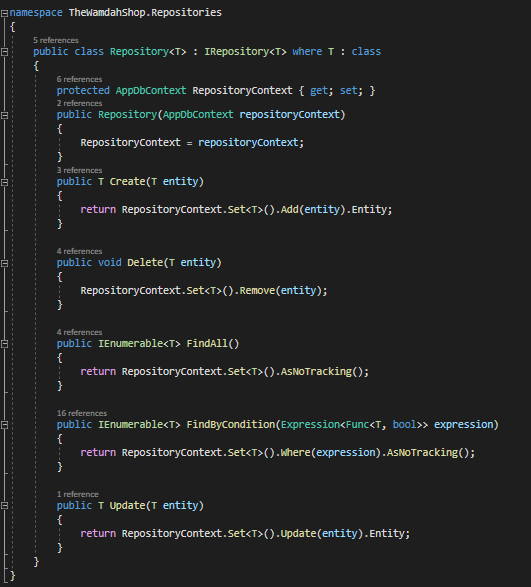 namespace TheWamdahShop.Repositories
{
5 references
public class Repository<T> : IRepository<T> where T : class
{
6 references
protected AppDbContext RepositoryContext { get; set; }
2 references
public Repository(AppDbContext repositoryContext)
{
RepositoryContext = repositoryContext;
}
3 references
public T Create(T entity)
{
return RepositoryContext.Set<T>().Add(entity).Entity;
}
4 references
public void Delete(T entity)
{
RepositoryContext.Set<T>().Remove(entity);
}
4 references
public IEnumerable<T> FindAll()
{
return RepositoryContext.Set<T>().AsNoTracking();
}
16 references
public IEnumerable<T> FindByCondition(Expression<Func<T, bool>> expression)
{
return RepositoryContext.Set<T>().Where(expression).AsNoTracking();
}
1 reference
public T Update(T entity)
{
return RepositoryContext.Set<T>().Update(entity).Entity;
}
}
}